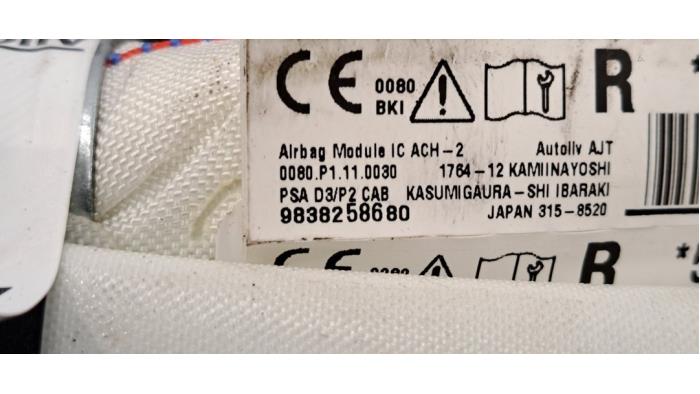 CE 0080 BKI R *
Airbag Module IC ACH-2 Autoliv AJT
0080.P1.11.0030 1764-12 KAMIINAYOSHI
PSA D3/P2 CAB KASUMIGAURA-SHI IBARAKI
9838258680 JAPAN 315-8520
CE R *